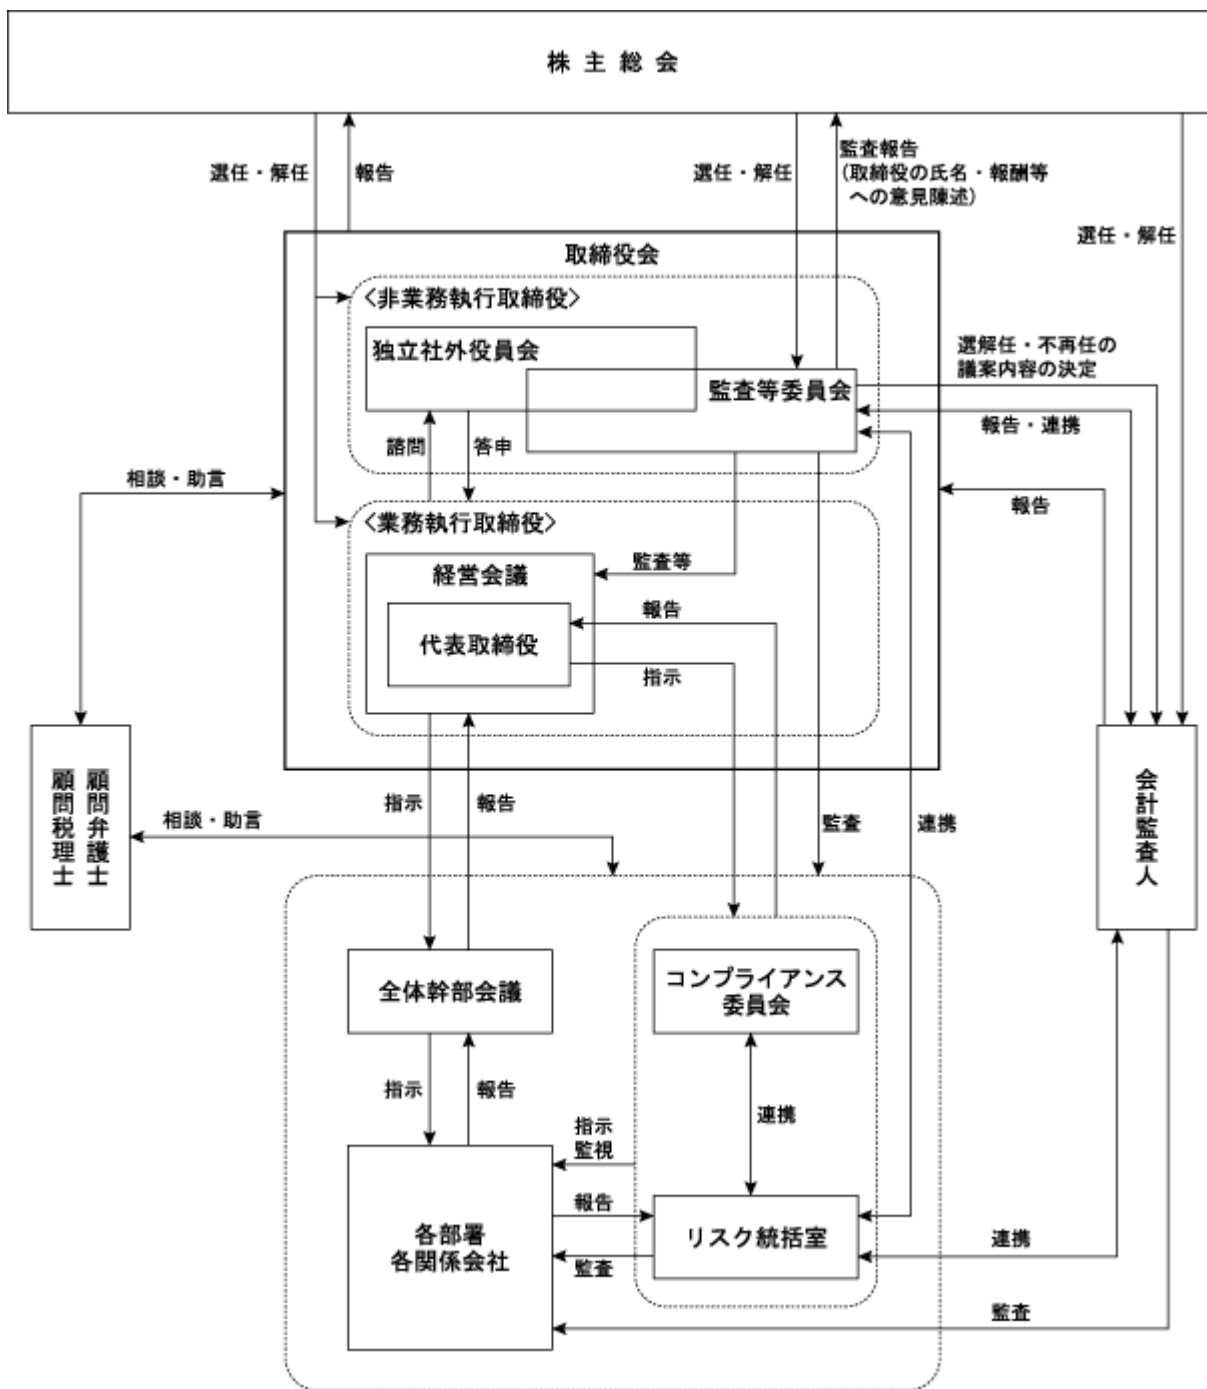 株主総会
選任・解任
報告
選任・解任
監査報告
(取締役の氏名・報酬等
への意見陳述)
選任・解任
取締役会
<非業務執行取締役>
独立社外役員会
監査等委員会
選解任・不再任の
議案内容の決定
報告・連携
諮問
答申
相談・助言
報告
<業務執行取締役>
監査等
経営会議
報告
代表取締役
指示
顧問弁護士
顧問税理士
会計監査人
指示
報告
相談・助言
監査
連携
全体幹部会議
コンプライアンス
委員会
指示
報告
連携
指示
監視
報告
各部署
各関係会社
リスク統括室
監査
連携
監査